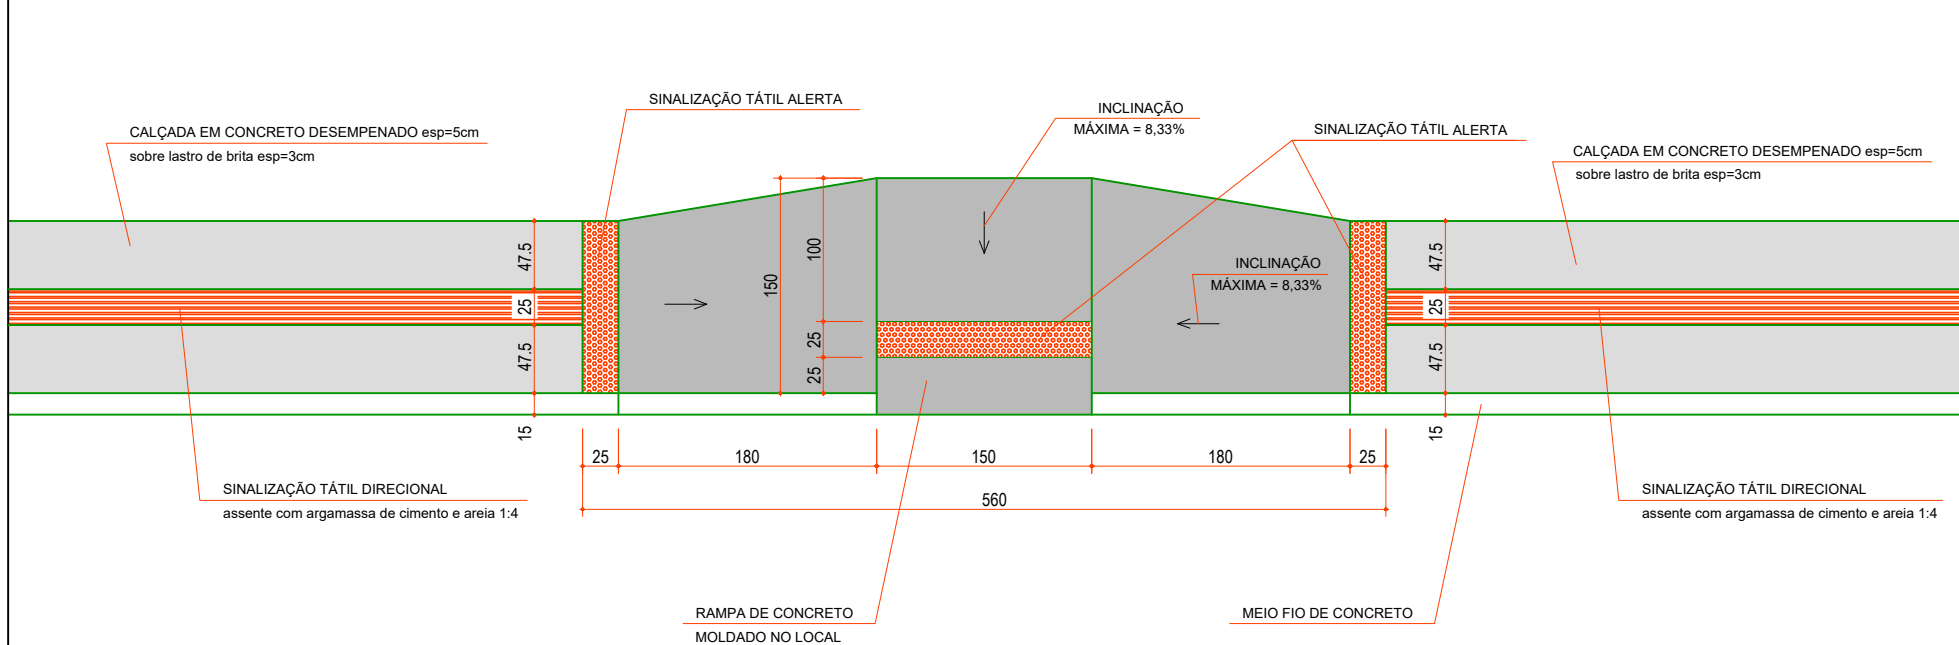 SINALIZAÇÃO TÁTIL ALERTA
INCLINAÇÃO
MÁXIMA = 8,33%
SINALIZAÇÃO TÁTIL ALERTA
CALÇADA EM CONCRETO DESEMPENADO esp=5cm
sobre lastro de brita esp=3cm
CALÇADA EM CONCRETO DESEMPENADO esp=5cm
sobre lastro de brita esp=3cm
47.5
25
47.5
15
150
100
25
25
INCLINAÇÃO
MÁXIMA = 8,33%
47.5
25
47.5
15
25
180
150
180
25
560
SINALIZAÇÃO TÁTIL DIRECIONAL
assente com argamassa de cimento e areia 1:4
SINALIZAÇÃO TÁTIL DIRECIONAL
assente com argamassa de cimento e areia 1:4
RAMPA DE CONCRETO
MOLDADO NO LOCAL
MEIO FIO DE CONCRETO